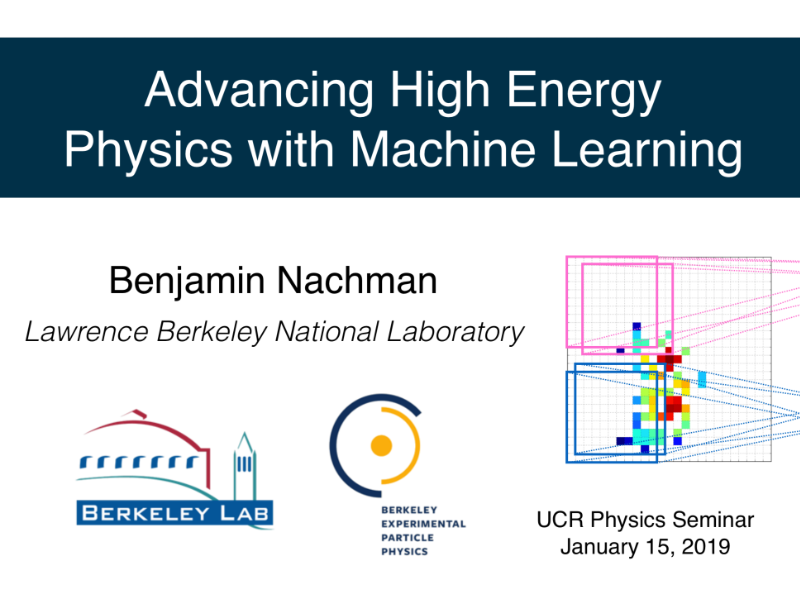 Advancing High Energy
Physics with Machine Learning
Benjamin Nachman
Lawrence Berkeley National Laboratory
BERKELEY LAB
BERKELEY
EXPERIMENTAL
PARTICLE
PHYSICS
UCR Physics Seminar
January 15, 2019